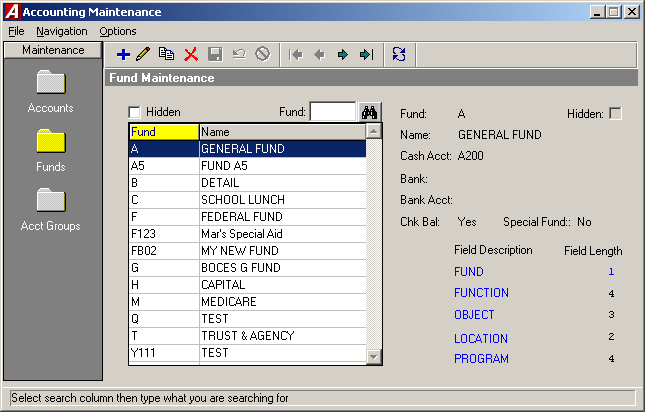 Accounting Maintenance
File Navigation Options
Maintenance
Accounts
Funds
Acct Groups
Fund Maintenance
Hidden Fund:
Fund Name
A GENERAL FUND
A5 FUND A5
B DETAIL
C SCHOOL LUNCH
F FEDERAL FUND
F123 Mar's Special Aid
FB02 MY NEW FUND
G BOCES G FUND
H CAPITAL
M MEDICARE
Q TEST
T TRUST & AGENCY
Y111 TEST
Fund: A Hidden:
Name: GENERAL FUND
Cash Acct: A200
Bank:
Bank Acct:
Chk Bal: Yes Special Fund:: No
Field Description Field Length
FUND 1
FUNCTION 4
OBJECT 3
LOCATION 2
PROGRAM 4
Select search column then type what you are searching for